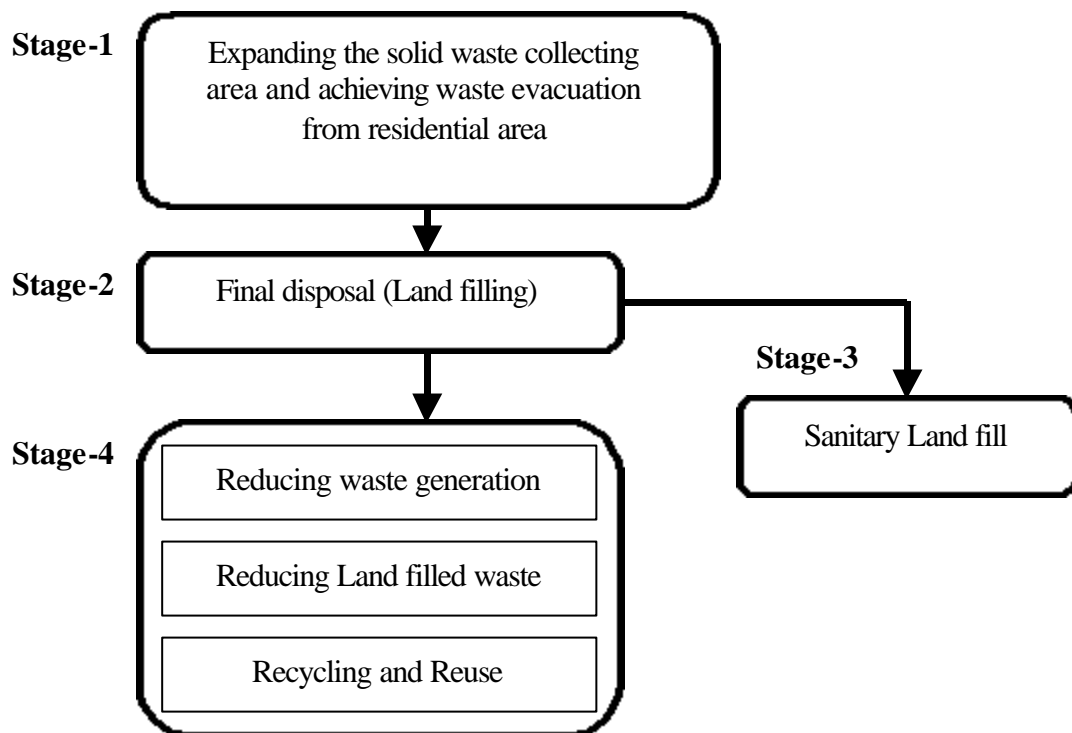 Stage-1
Expanding the solid waste collecting
area and achieving waste evacuation
from residential area
Stage-2
Final disposal (Land filling)
Stage-3
Sanitary Land fill
Stage-4
Reducing waste generation
Reducing Land filled waste
Recycling and Reuse